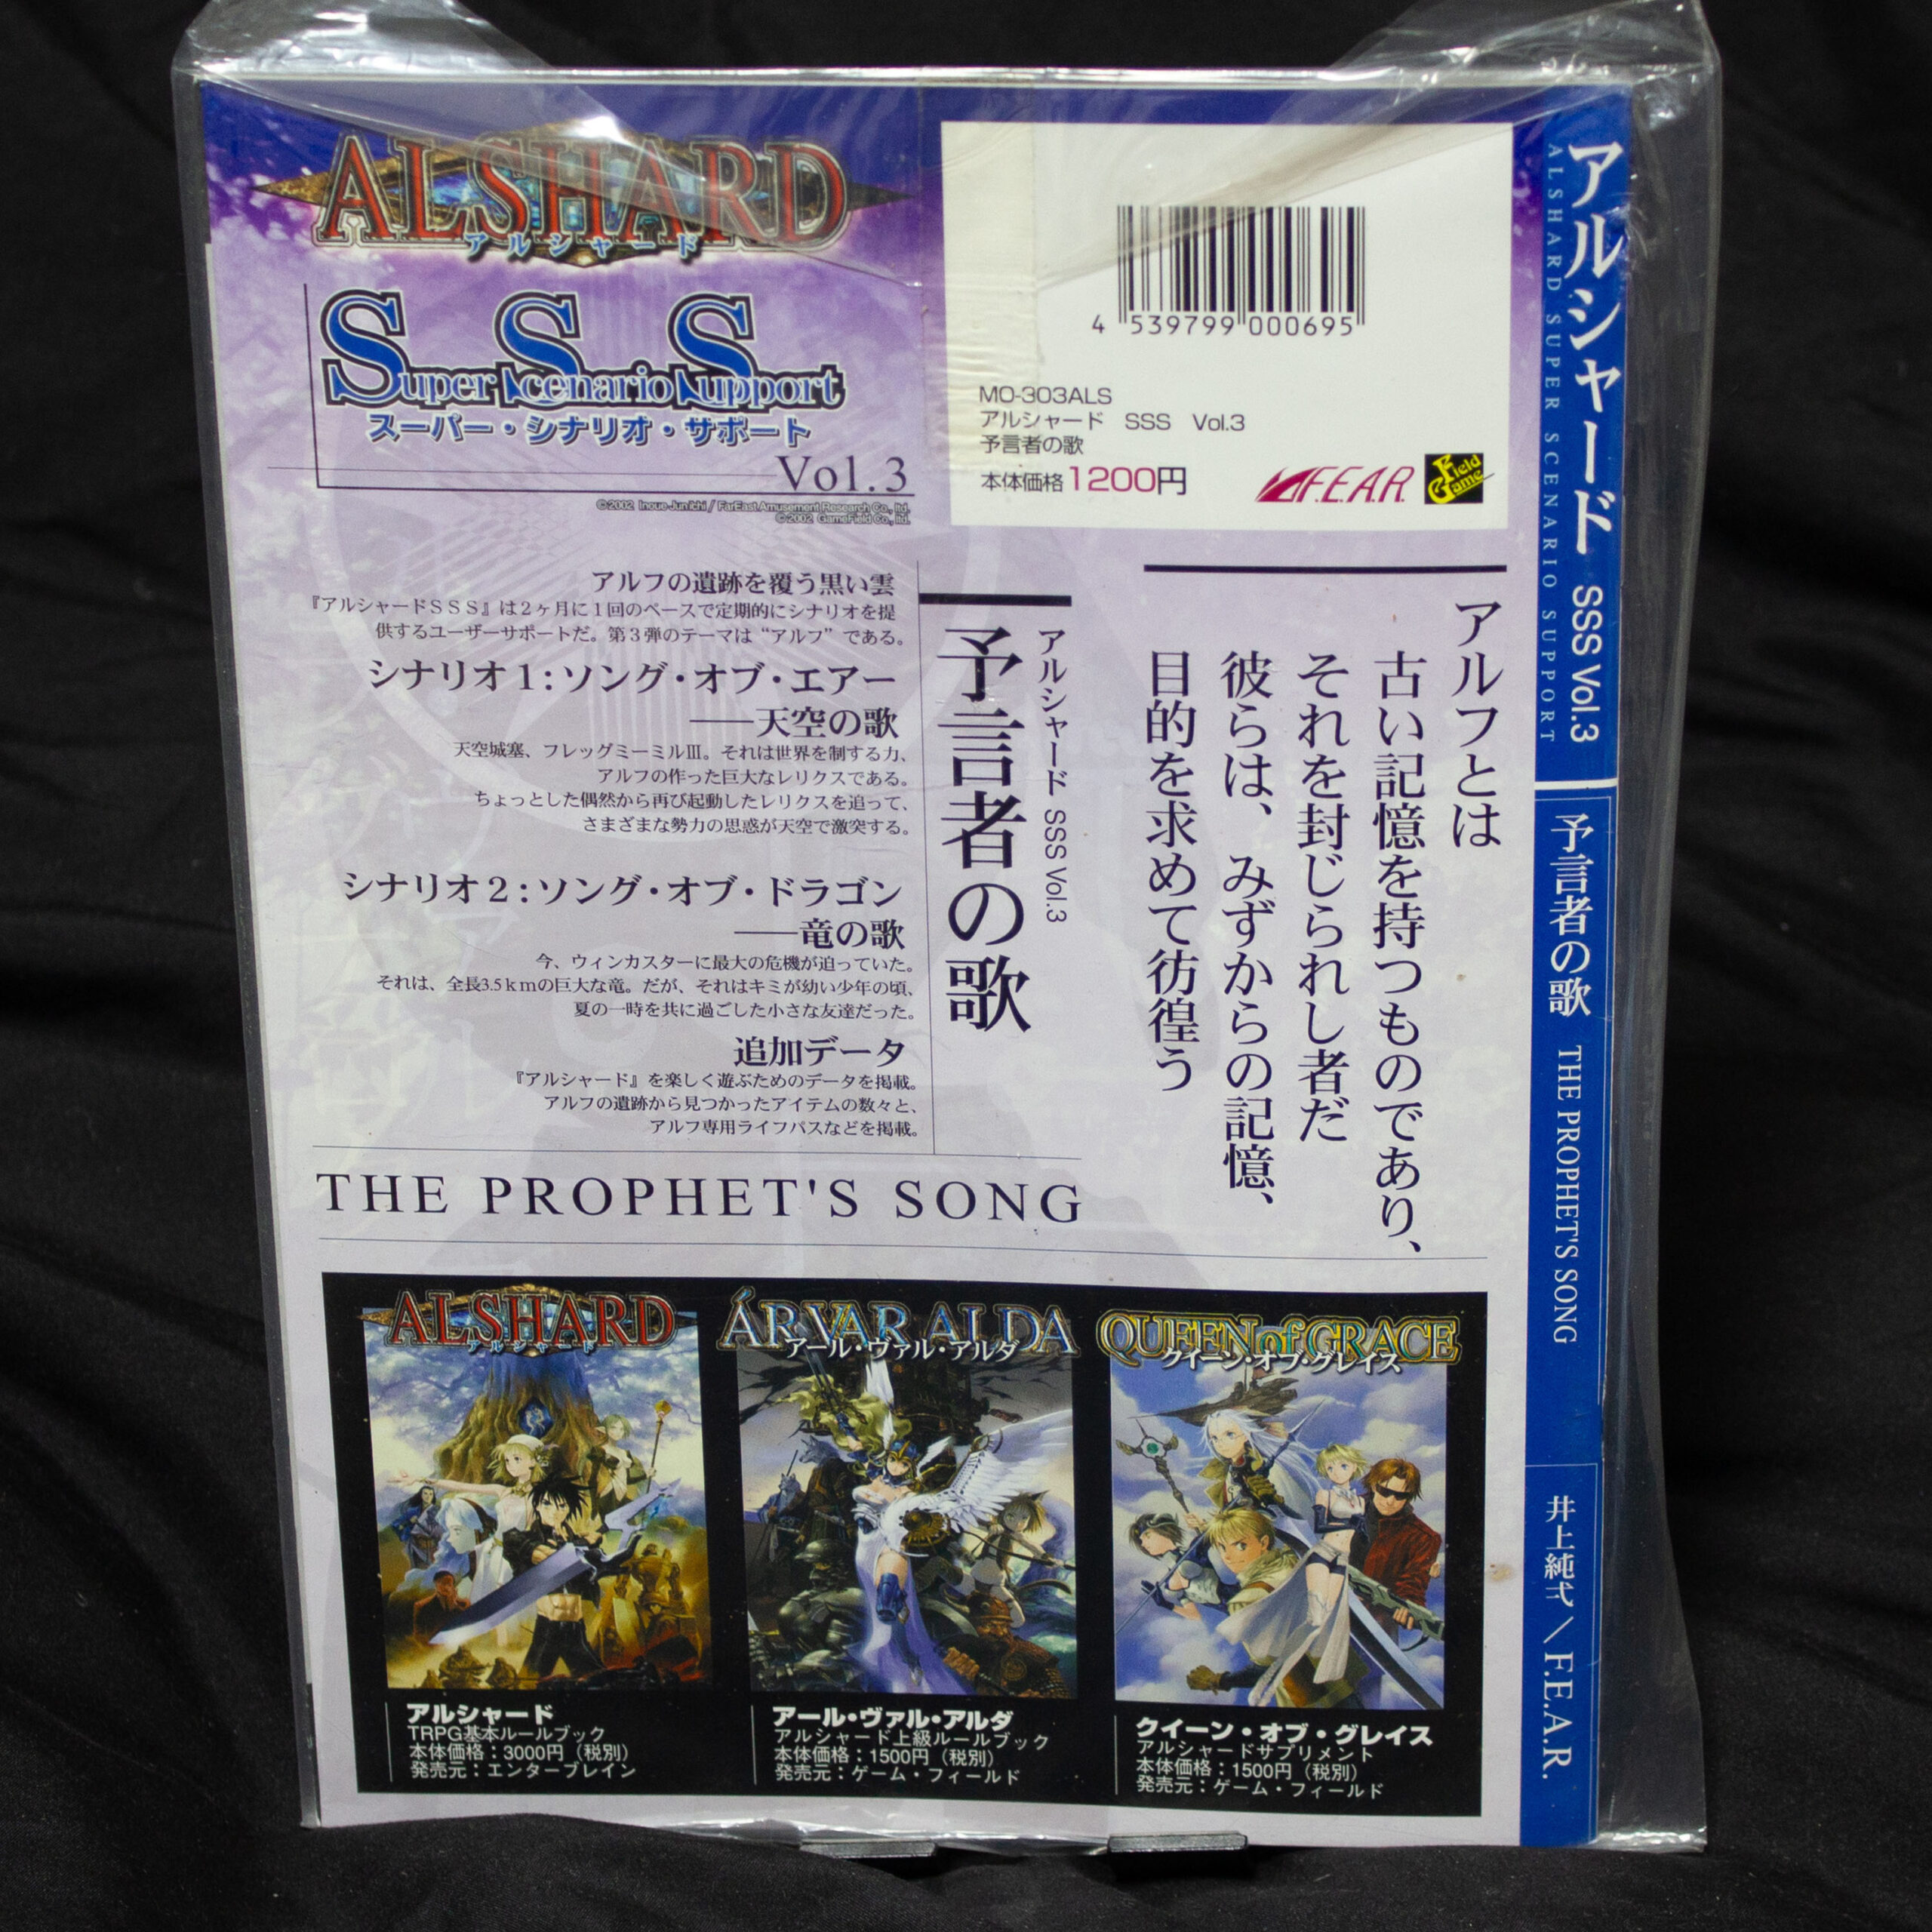 ALSHARD
アルシャード
Super Scenario Support
スーパー・シナリオ・サポート
Vol.3
©2002 Inoue Jun-ichi / FarEast Amusement Research Co., ltd.
©2002 GameField Co., ltd.
4 539799 000695
MO-303ALS
アルシャード SSS Vol.3
予言者の歌
本体価格1200円
F.E.A.R.
Field Game
アルフとは
古い記憶を持つものであり、
それを封じられし者だ
彼らは、みずからの記憶、
目的を求めて彷徨う
アルシャード SSS Vol.3
予言者の歌
アルフの遺跡を覆う黒い雲
『アルシャードSSS』は2ヶ月に1回のペースで定期的にシナリオを提
供するユーザーサポートだ。第3弾のテーマは“アルフ”である。
シナリオ1:ソング・オブ・エアー
──天空の歌
天空城塞、フレッグミーミルⅢ。それは世界を制する力、
アルフの作った巨大なレリクスである。
ちょっとした偶然から再び起動したレリクスを追って、
さまざまな勢力の思惑が天空で激突する。
シナリオ2:ソング・オブ・ドラゴン
──竜の歌
今、ウィンカスターに最大の危機が迫っていた。
それは、全長3.5kmの巨大な竜。だが、それはキミが幼い少年の頃、
夏の一時を共に過ごした小さな友達だった。
追加データ
『アルシャード』を楽しく遊ぶためのデータを掲載。
アルフの遺跡から見つかったアイテムの数々と、
アルフ専用ライフパスなどを掲載。
THE PROPHET'S SONG
ALSHARD
アルシャード
アルシャード
TRPG基本ルールブック
本体価格：3000円（税別）
発売元：エンターブレイン
ÁR VAR ALDA
アール・ヴァル・アルダ
アール・ヴァル・アルダ
アルシャード上級ルールブック
本体価格：1500円（税別）
発売元：ゲーム・フィールド
QUEEN of GRACE
クイーン・オブ・グレイス
クイーン・オブ・グレイス
アルシャードサプリメント
本体価格：1500円（税別）
発売元：ゲーム・フィールド
アルシャード SSS Vol.3
ALSHARD SUPER SCENARIO SUPPORT
予言者の歌 THE PROPHET'S SONG
井上純弌／F.E.A.R.